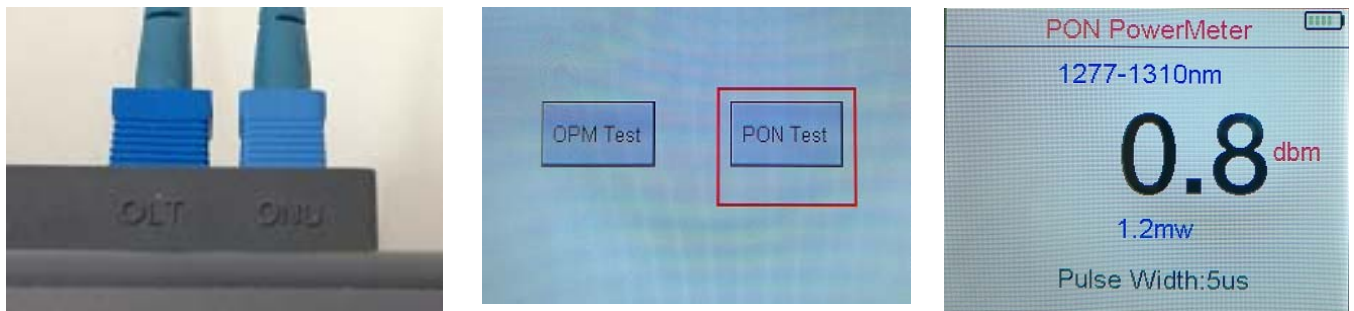 OLT ONU
OPM Test
PON Test
PON PowerMeter
1277-1310nm
0.8 dbm
1.2mw
Pulse Width:5us